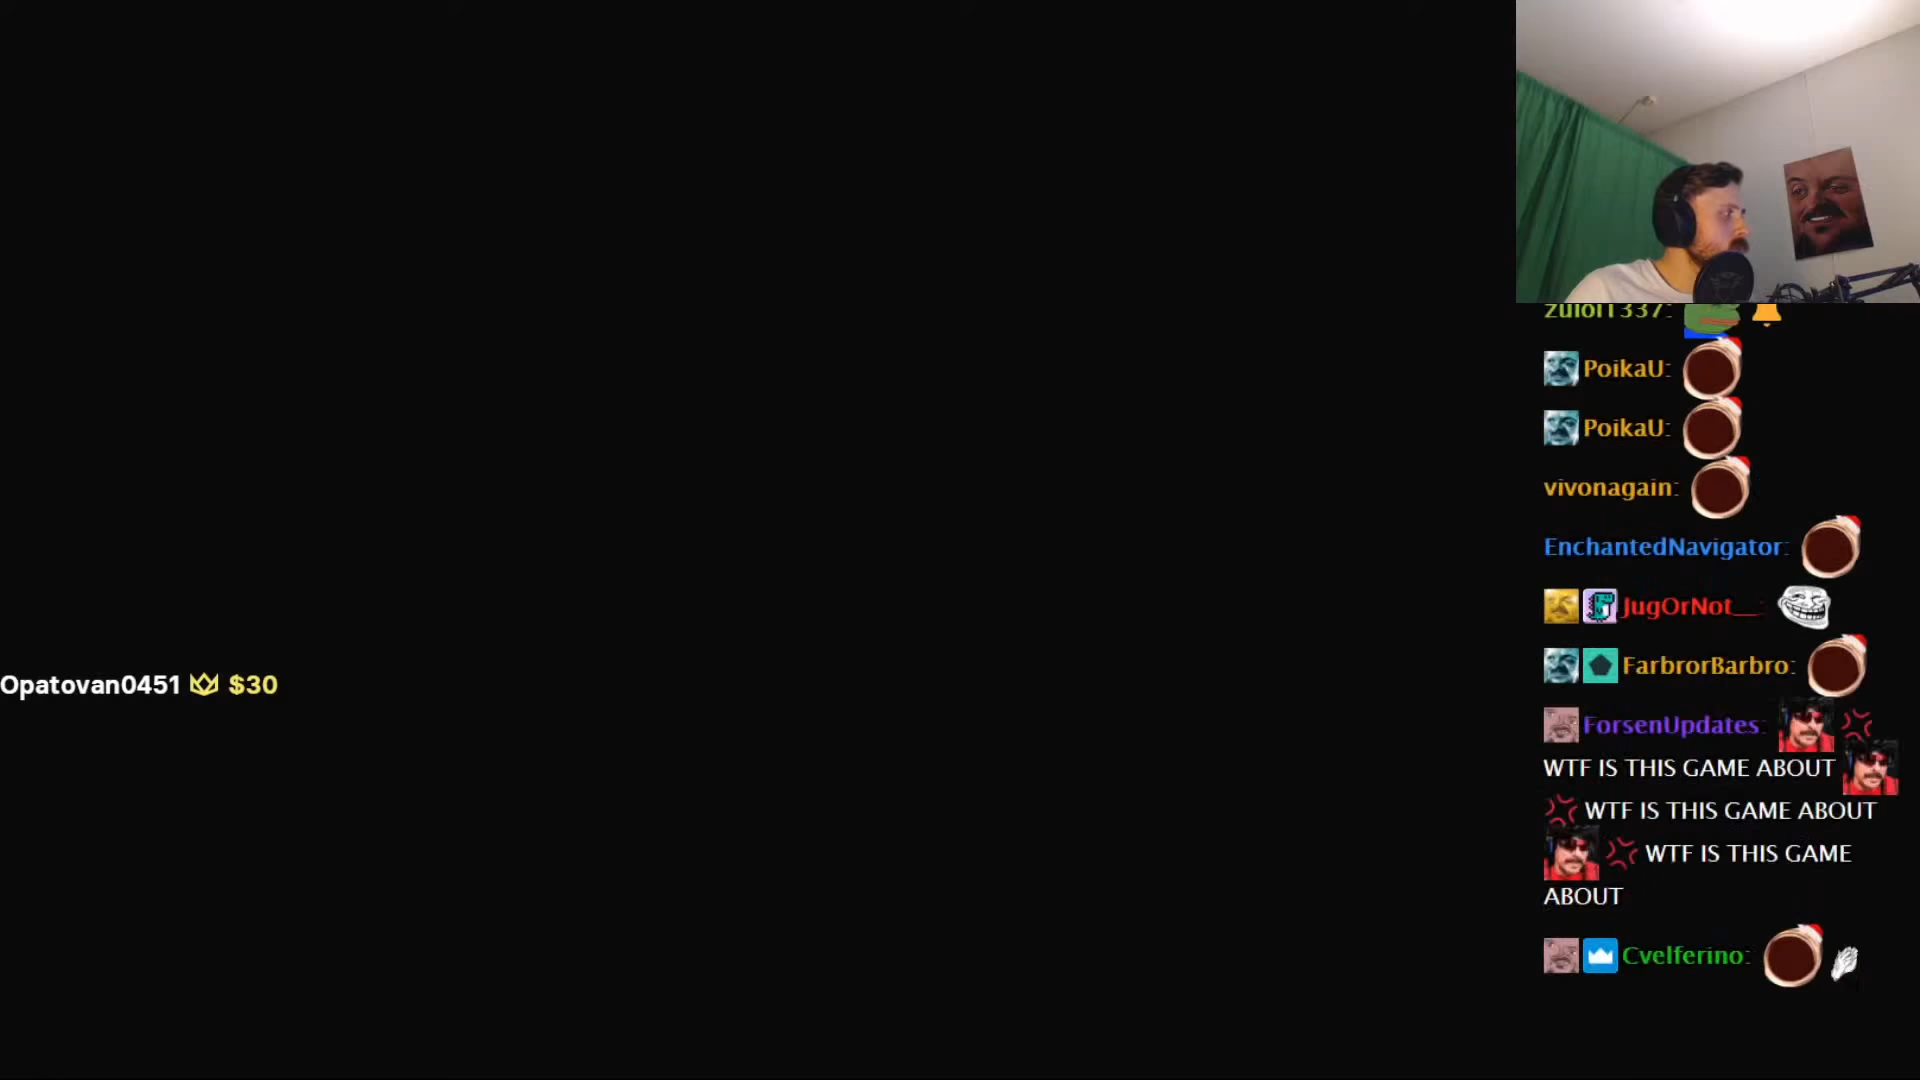 zulol1337:
PoikaU:
PoikaU:
vivonagain:
EnchantedNavigator:
JugOrNot__:
FarbrorBarbro:
Opatovan0451 $30
ForsenUpdates:
WTF IS THIS GAME ABOUT
WTF IS THIS GAME ABOUT
WTF IS THIS GAME
ABOUT
Cvelferino: